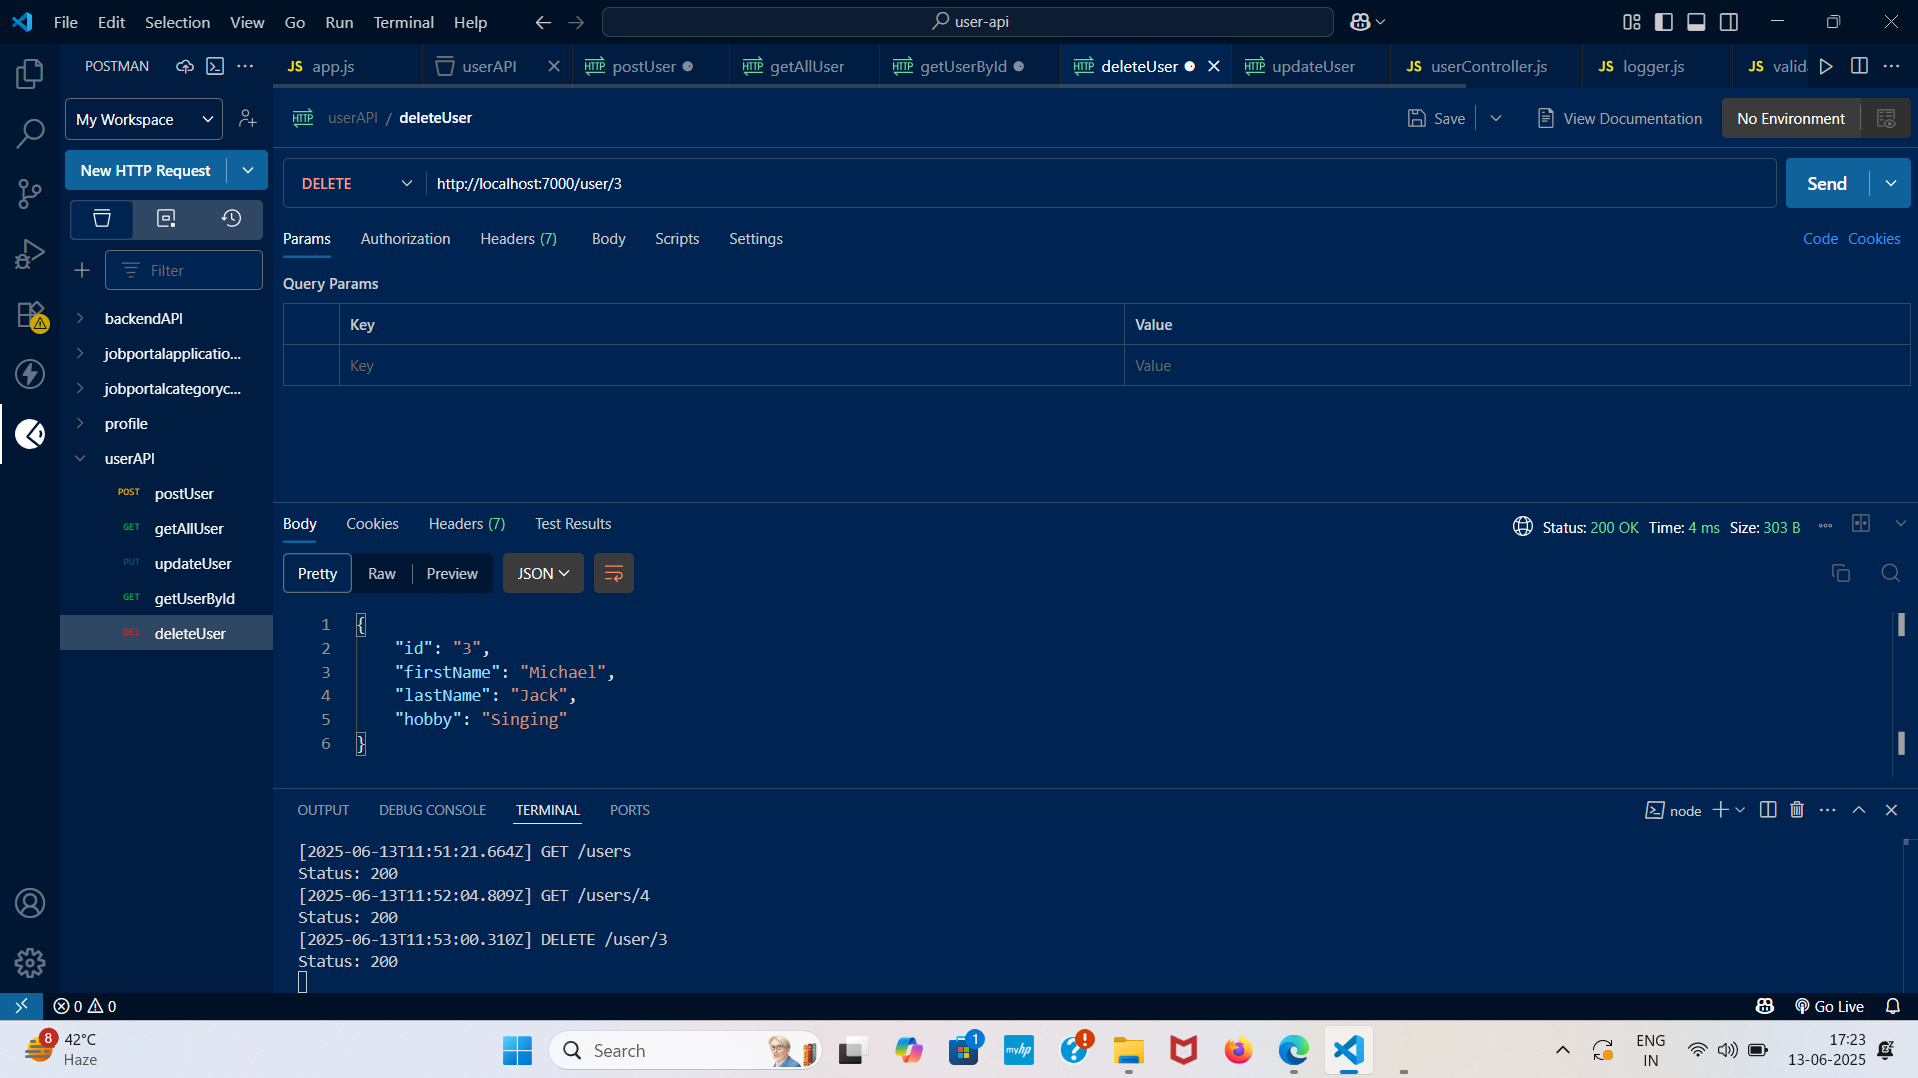 File Edit Selection View Go Run Terminal Help
user-api
POSTMAN
JS app.js
userAPI
HTTP postUser
HTTP getAllUser
HTTP getUserById
HTTP deleteUser
HTTP updateUser
JS userController.js
JS logger.js
JS valid
My Workspace
HTTP userAPI / deleteUser
Save
View Documentation
No Environment
New HTTP Request
DELETE
http://localhost:7000/user/3
Send
Params Authorization Headers (7) Body Scripts Settings
Code Cookies
Filter
Query Params
Key Value
Key Value
backendAPI
jobportalapplicatio...
jobportalcategoryc...
profile
userAPI
POST postUser
GET getAllUser
PUT updateUser
GET getUserById
DEL deleteUser
Body Cookies Headers (7) Test Results
Status: 200 OK Time: 4 ms Size: 303 B
Pretty Raw Preview JSON
1 {
2 "id": "3",
3 "firstName": "Michael",
4 "lastName": "Jack",
5 "hobby": "Singing"
6 }
OUTPUT DEBUG CONSOLE TERMINAL PORTS
node
[2025-06-13T11:51:21.664Z] GET /users
Status: 200
[2025-06-13T11:52:04.809Z] GET /users/4
Status: 200
[2025-06-13T11:53:00.310Z] DELETE /user/3
Status: 200
0 0
Go Live
8
42°C
Haze
Search
1
myhp
ENG
IN
17:23
13-06-2025